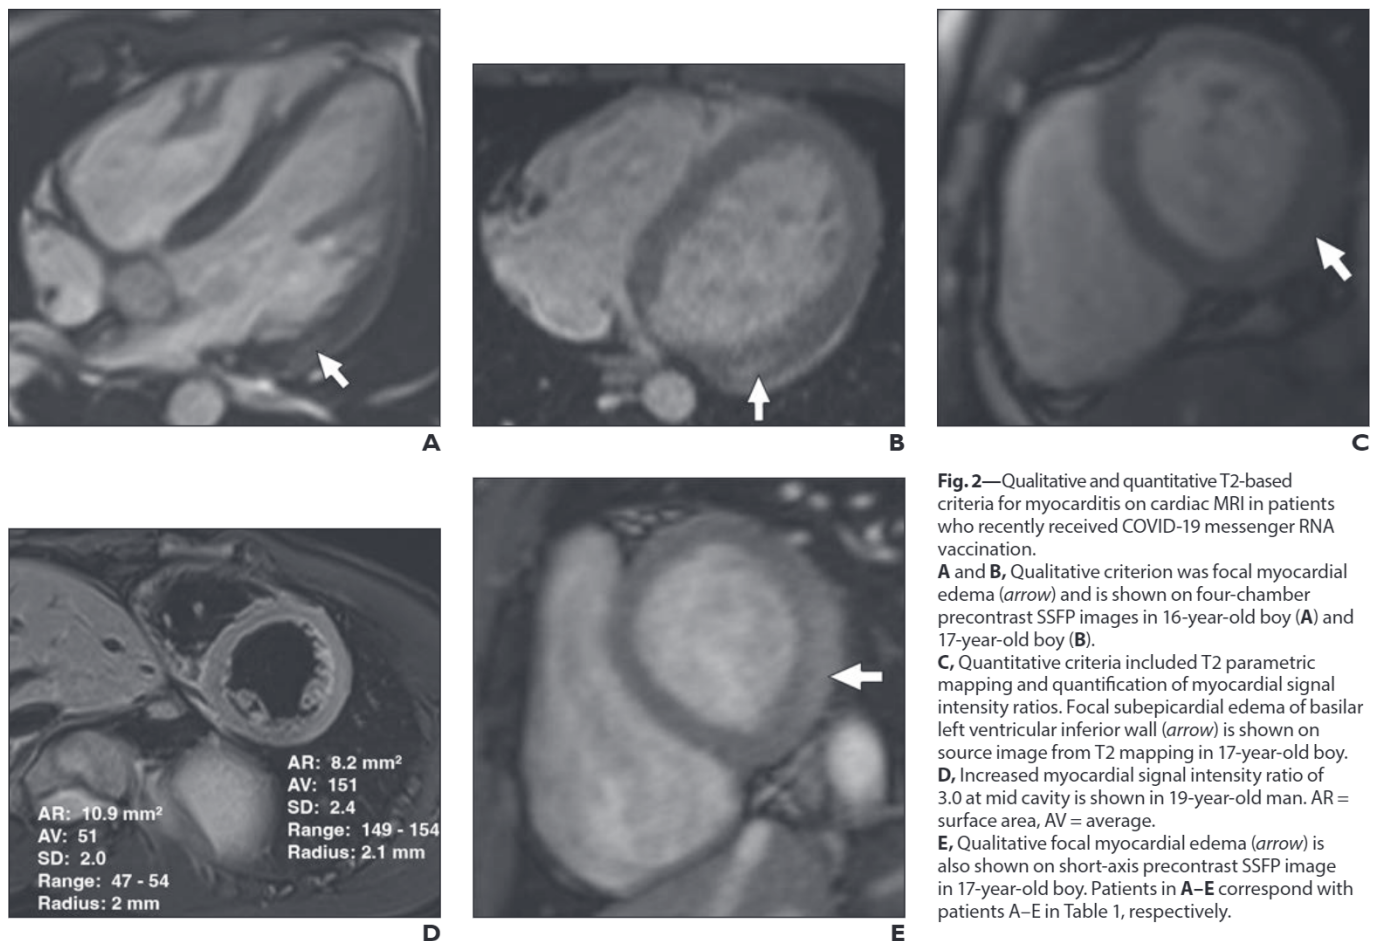 A
B
C
AR: 10.9 mm²
AV: 51
SD: 2.0
Range: 47 - 54
Radius: 2 mm
AR: 8.2 mm²
AV: 151
SD: 2.4
Range: 149 - 154
Radius: 2.1 mm
D
E
Fig. 2—Qualitative and quantitative T2-based
criteria for myocarditis on cardiac MRI in patients
who recently received COVID-19 messenger RNA
vaccination.
A and B, Qualitative criterion was focal myocardial
edema (arrow) and is shown on four-chamber
precontrast SSFP images in 16-year-old boy (A) and
17-year-old boy (B).
C, Quantitative criteria included T2 parametric
mapping and quantification of myocardial signal
intensity ratios. Focal subepicardial edema of basilar
left ventricular inferior wall (arrow) is shown on
source image from T2 mapping in 17-year-old boy.
D, Increased myocardial signal intensity ratio of
3.0 at mid cavity is shown in 19-year-old man. AR =
surface area, AV = average.
E, Qualitative focal myocardial edema (arrow) is
also shown on short-axis precontrast SSFP image
in 17-year-old boy. Patients in A–E correspond with
patients A–E in Table 1, respectively.